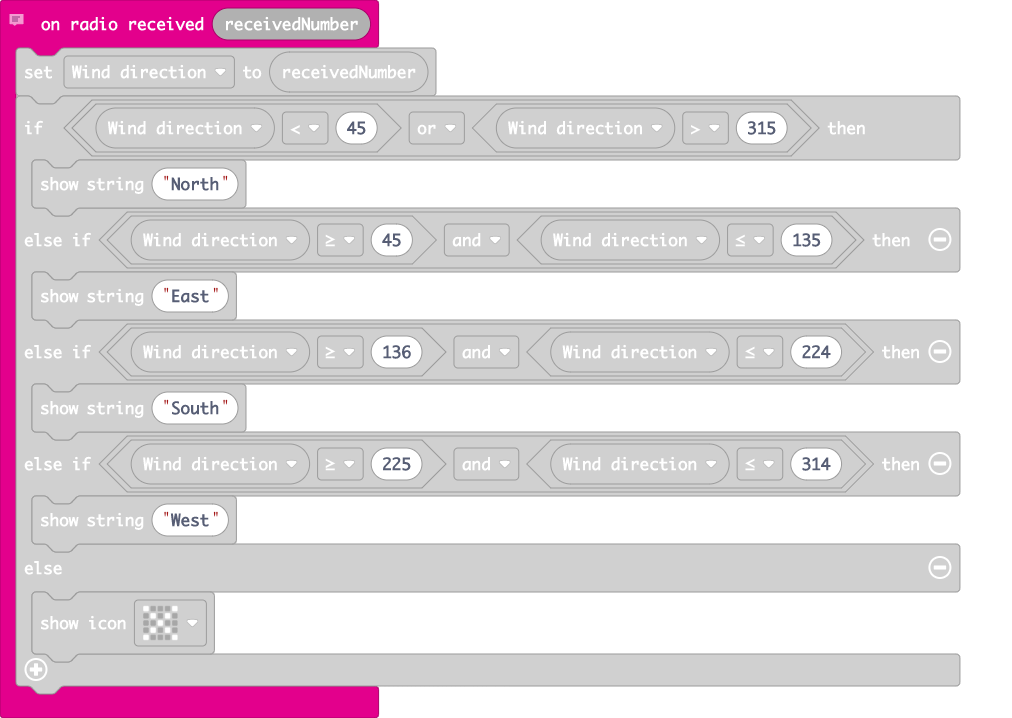 on radio received receivedNumber
set Wind direction to receivedNumber
if Wind direction < 45 or Wind direction > 315 then
show string "North"
else if Wind direction ≥ 45 and Wind direction ≤ 135 then
show string "East"
else if Wind direction ≥ 136 and Wind direction ≤ 224 then
show string "South"
else if Wind direction ≥ 225 and Wind direction ≤ 314 then
show string "West"
else
show icon